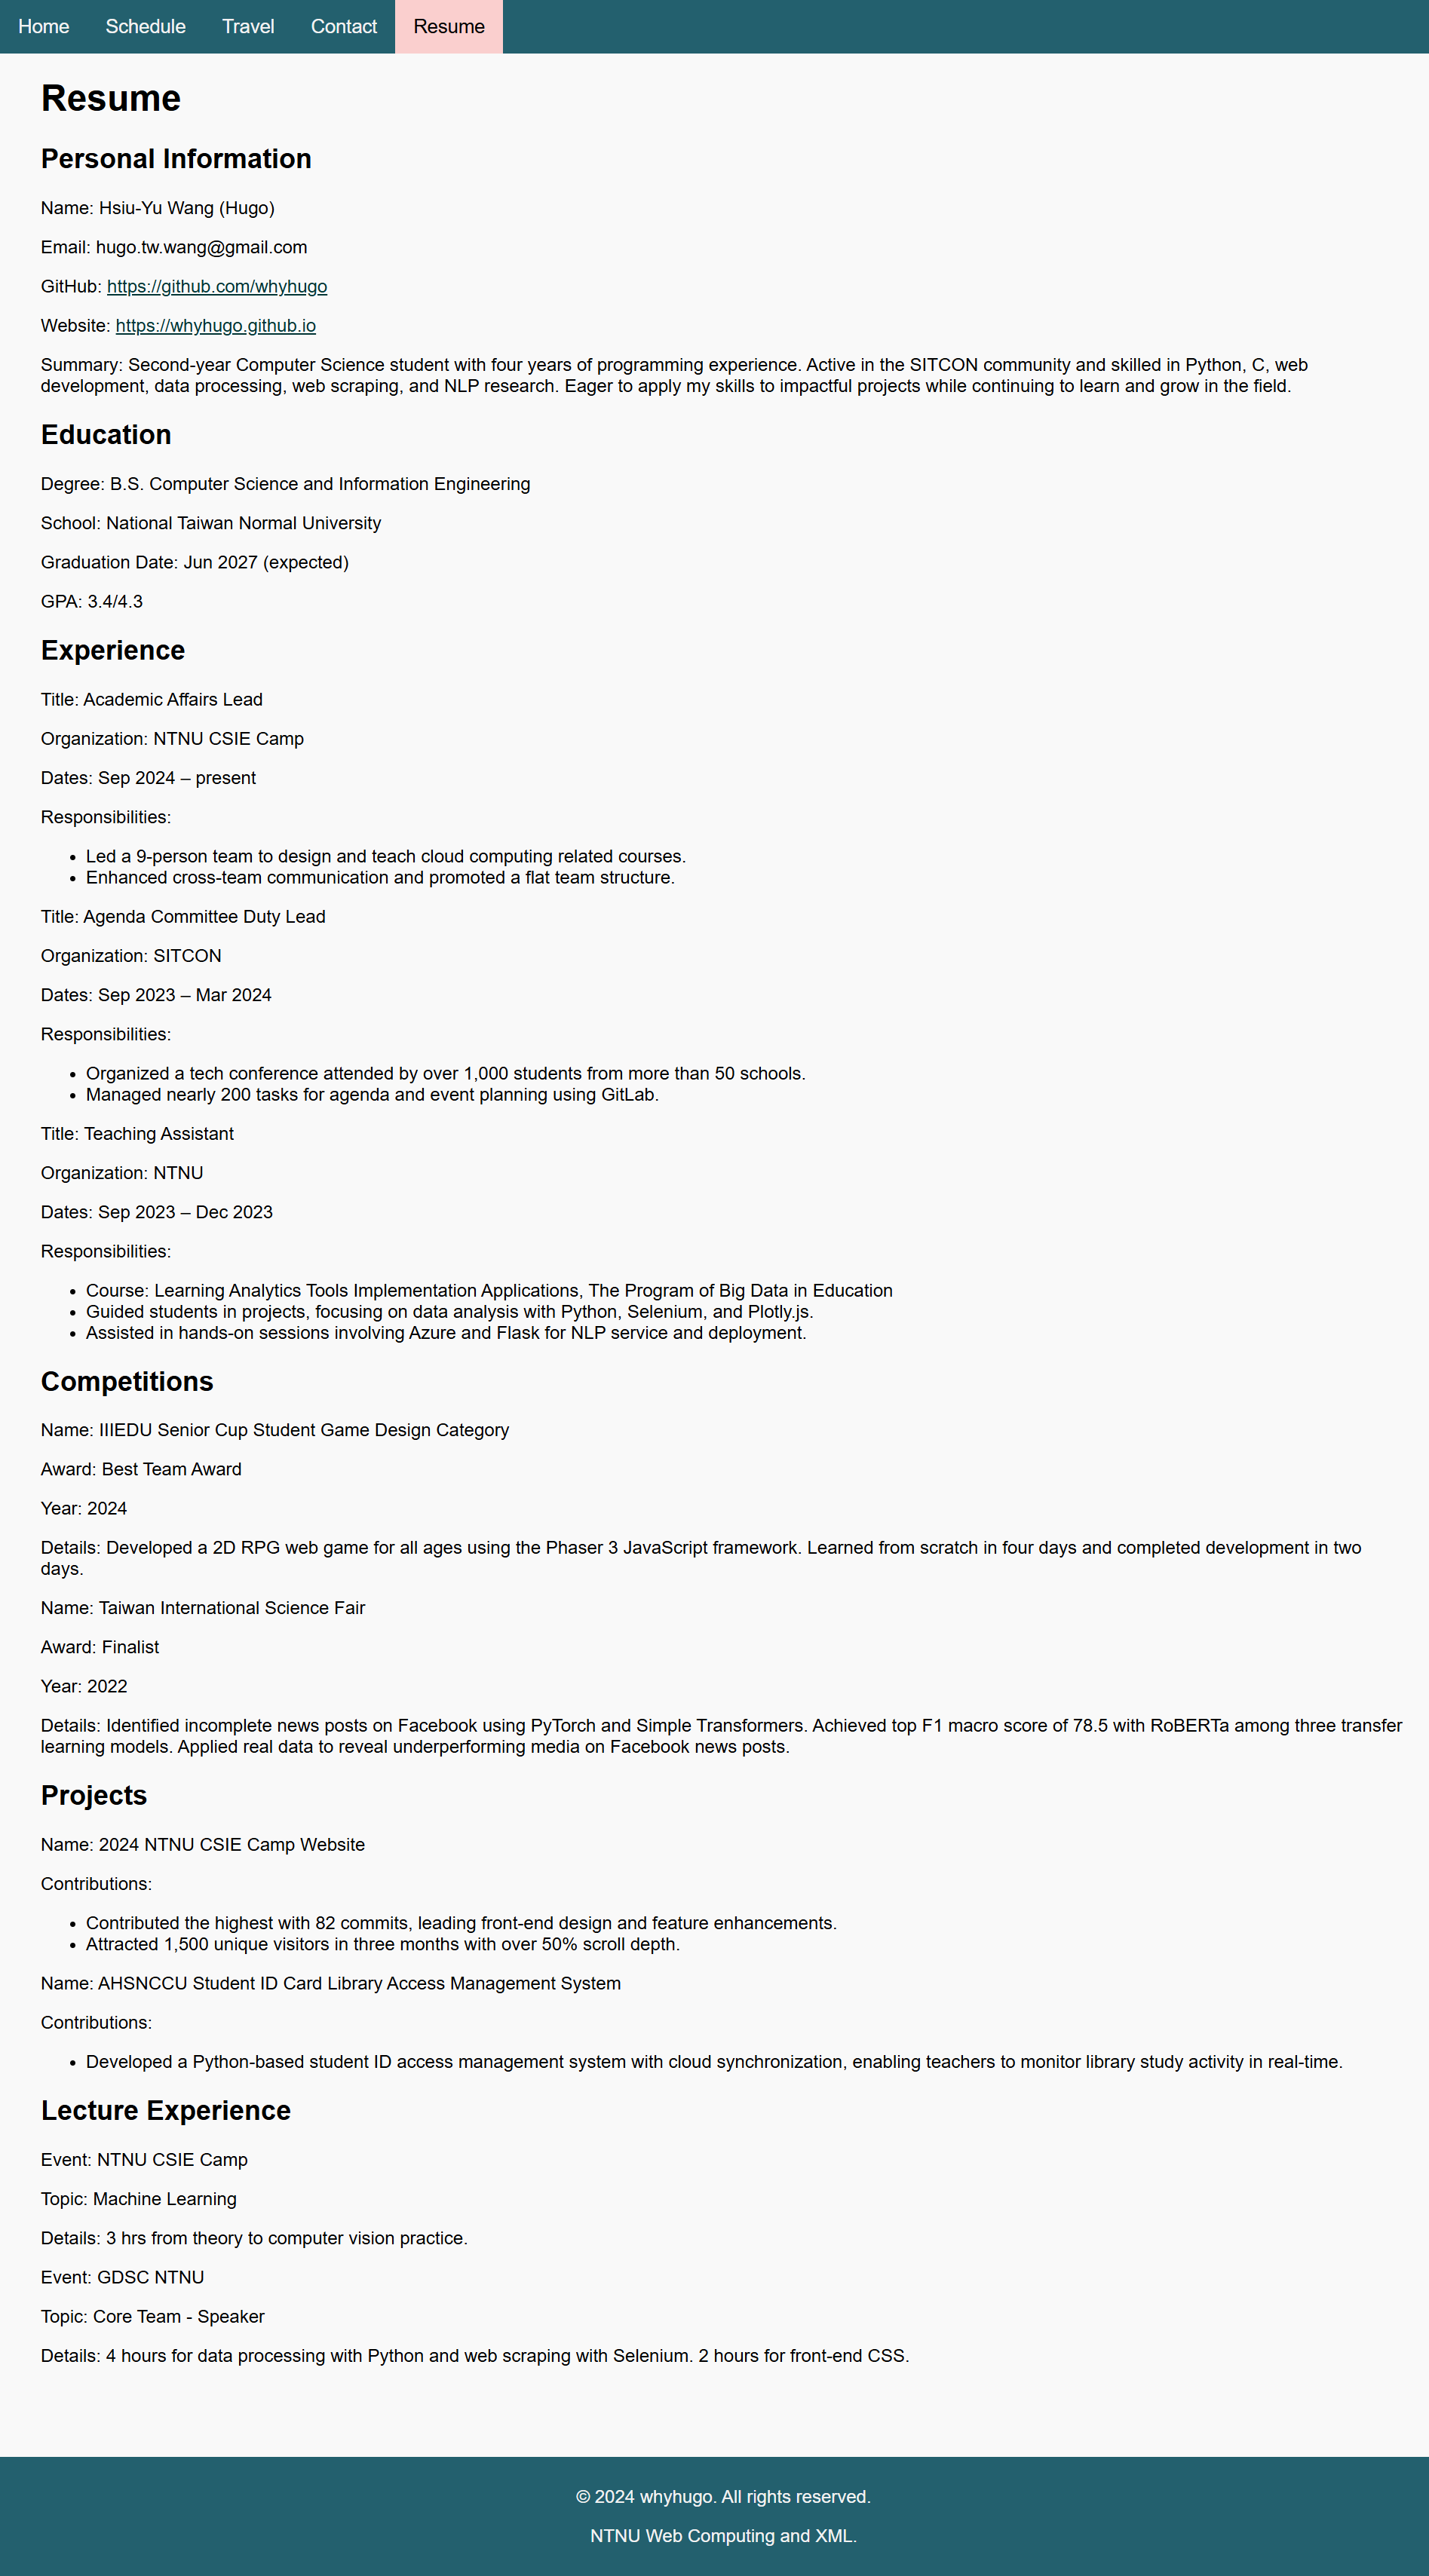 Home Schedule Travel Contact Resume
Resume
Personal Information
Name: Hsiu-Yu Wang (Hugo)
Email: hugo.tw.wang@gmail.com
GitHub: https://github.com/whyhugo
Website: https://whyhugo.github.io
Summary: Second-year Computer Science student with four years of programming experience. Active in the SITCON community and skilled in Python, C, web
development, data processing, web scraping, and NLP research. Eager to apply my skills to impactful projects while continuing to learn and grow in the field.
Education
Degree: B.S. Computer Science and Information Engineering
School: National Taiwan Normal University
Graduation Date: Jun 2027 (expected)
GPA: 3.4/4.3
Experience
Title: Academic Affairs Lead
Organization: NTNU CSIE Camp
Dates: Sep 2024 – present
Responsibilities:
• Led a 9-person team to design and teach cloud computing related courses.
• Enhanced cross-team communication and promoted a flat team structure.
Title: Agenda Committee Duty Lead
Organization: SITCON
Dates: Sep 2023 – Mar 2024
Responsibilities:
• Organized a tech conference attended by over 1,000 students from more than 50 schools.
• Managed nearly 200 tasks for agenda and event planning using GitLab.
Title: Teaching Assistant
Organization: NTNU
Dates: Sep 2023 – Dec 2023
Responsibilities:
• Course: Learning Analytics Tools Implementation Applications, The Program of Big Data in Education
• Guided students in projects, focusing on data analysis with Python, Selenium, and Plotly.js.
• Assisted in hands-on sessions involving Azure and Flask for NLP service and deployment.
Competitions
Name: IIIEDU Senior Cup Student Game Design Category
Award: Best Team Award
Year: 2024
Details: Developed a 2D RPG web game for all ages using the Phaser 3 JavaScript framework. Learned from scratch in four days and completed development in two
days.
Name: Taiwan International Science Fair
Award: Finalist
Year: 2022
Details: Identified incomplete news posts on Facebook using PyTorch and Simple Transformers. Achieved top F1 macro score of 78.5 with RoBERTa among three transfer
learning models. Applied real data to reveal underperforming media on Facebook news posts.
Projects
Name: 2024 NTNU CSIE Camp Website
Contributions:
• Contributed the highest with 82 commits, leading front-end design and feature enhancements.
• Attracted 1,500 unique visitors in three months with over 50% scroll depth.
Name: AHSNCCU Student ID Card Library Access Management System
Contributions:
• Developed a Python-based student ID access management system with cloud synchronization, enabling teachers to monitor library study activity in real-time.
Lecture Experience
Event: NTNU CSIE Camp
Topic: Machine Learning
Details: 3 hrs from theory to computer vision practice.
Event: GDSC NTNU
Topic: Core Team - Speaker
Details: 4 hours for data processing with Python and web scraping with Selenium. 2 hours for front-end CSS.
© 2024 whyhugo. All rights reserved.
NTNU Web Computing and XML.